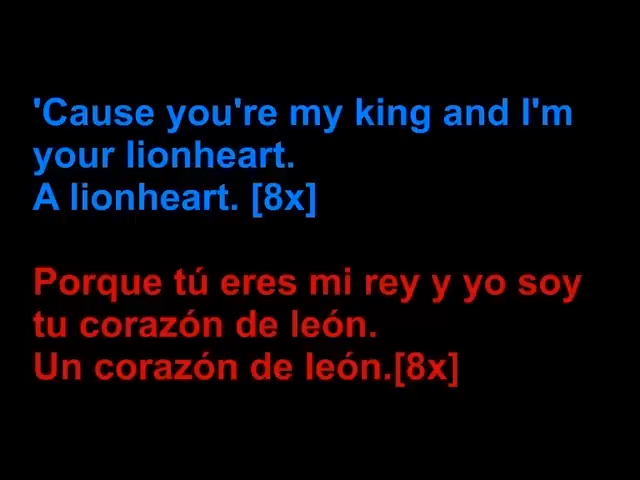 'Cause you're my king and I'm
your lionheart.
A lionheart. [8x]
Porque tú eres mi rey y yo soy
tu corazón de león.
Un corazón de león.[8x]